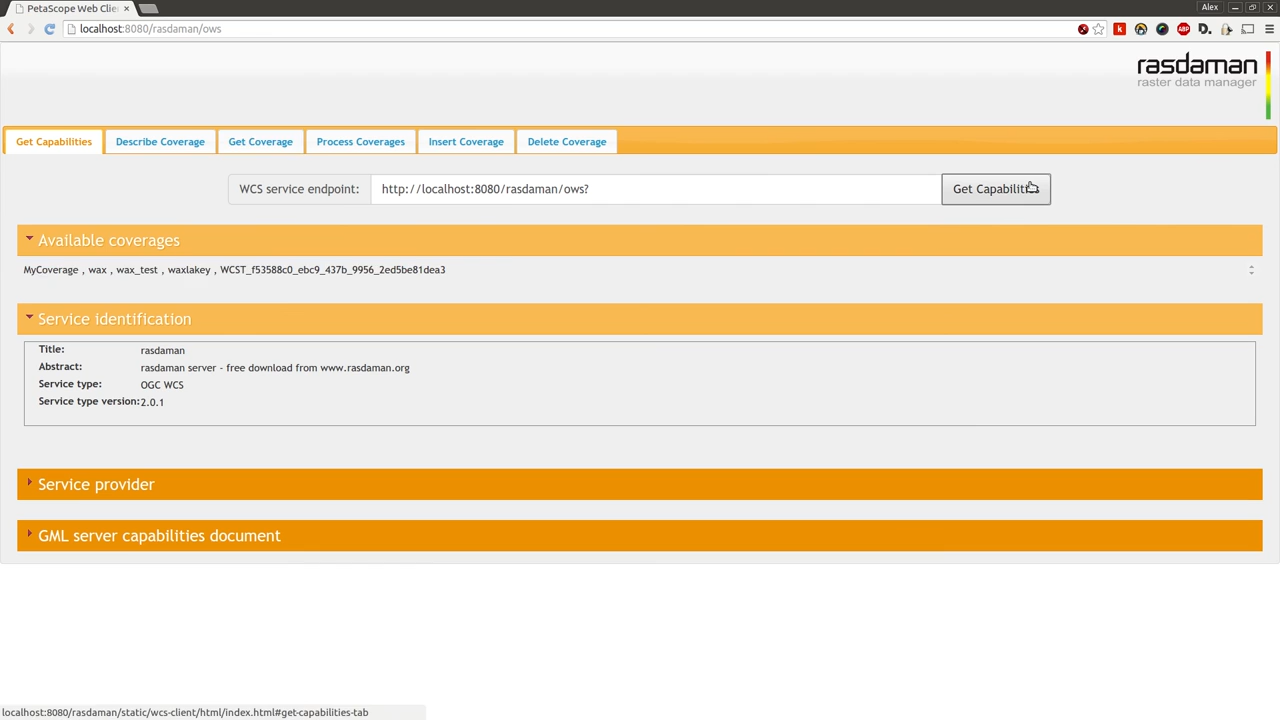 PetaScope Web Clie
Alex
localhost:8080/rasdaman/ows
rasdaman
raster data manager
Get Capabilities
Describe Coverage
Get Coverage
Process Coverages
Insert Coverage
Delete Coverage
WCS service endpoint:
http://localhost:8080/rasdaman/ows?
Get Capabilities
Available coverages
MyCoverage , wax , wax_test , waxlakey , WCST_f53588c0_ebc9_437b_9956_2ed5be81dea3
Service identification
Title: rasdaman
Abstract: rasdaman server - free download from www.rasdaman.org
Service type: OGC WCS
Service type version: 2.0.1
Service provider
GML server capabilities document
localhost:8080/rasdaman/static/wcs-client/html/index.html#get-capabilities-tab